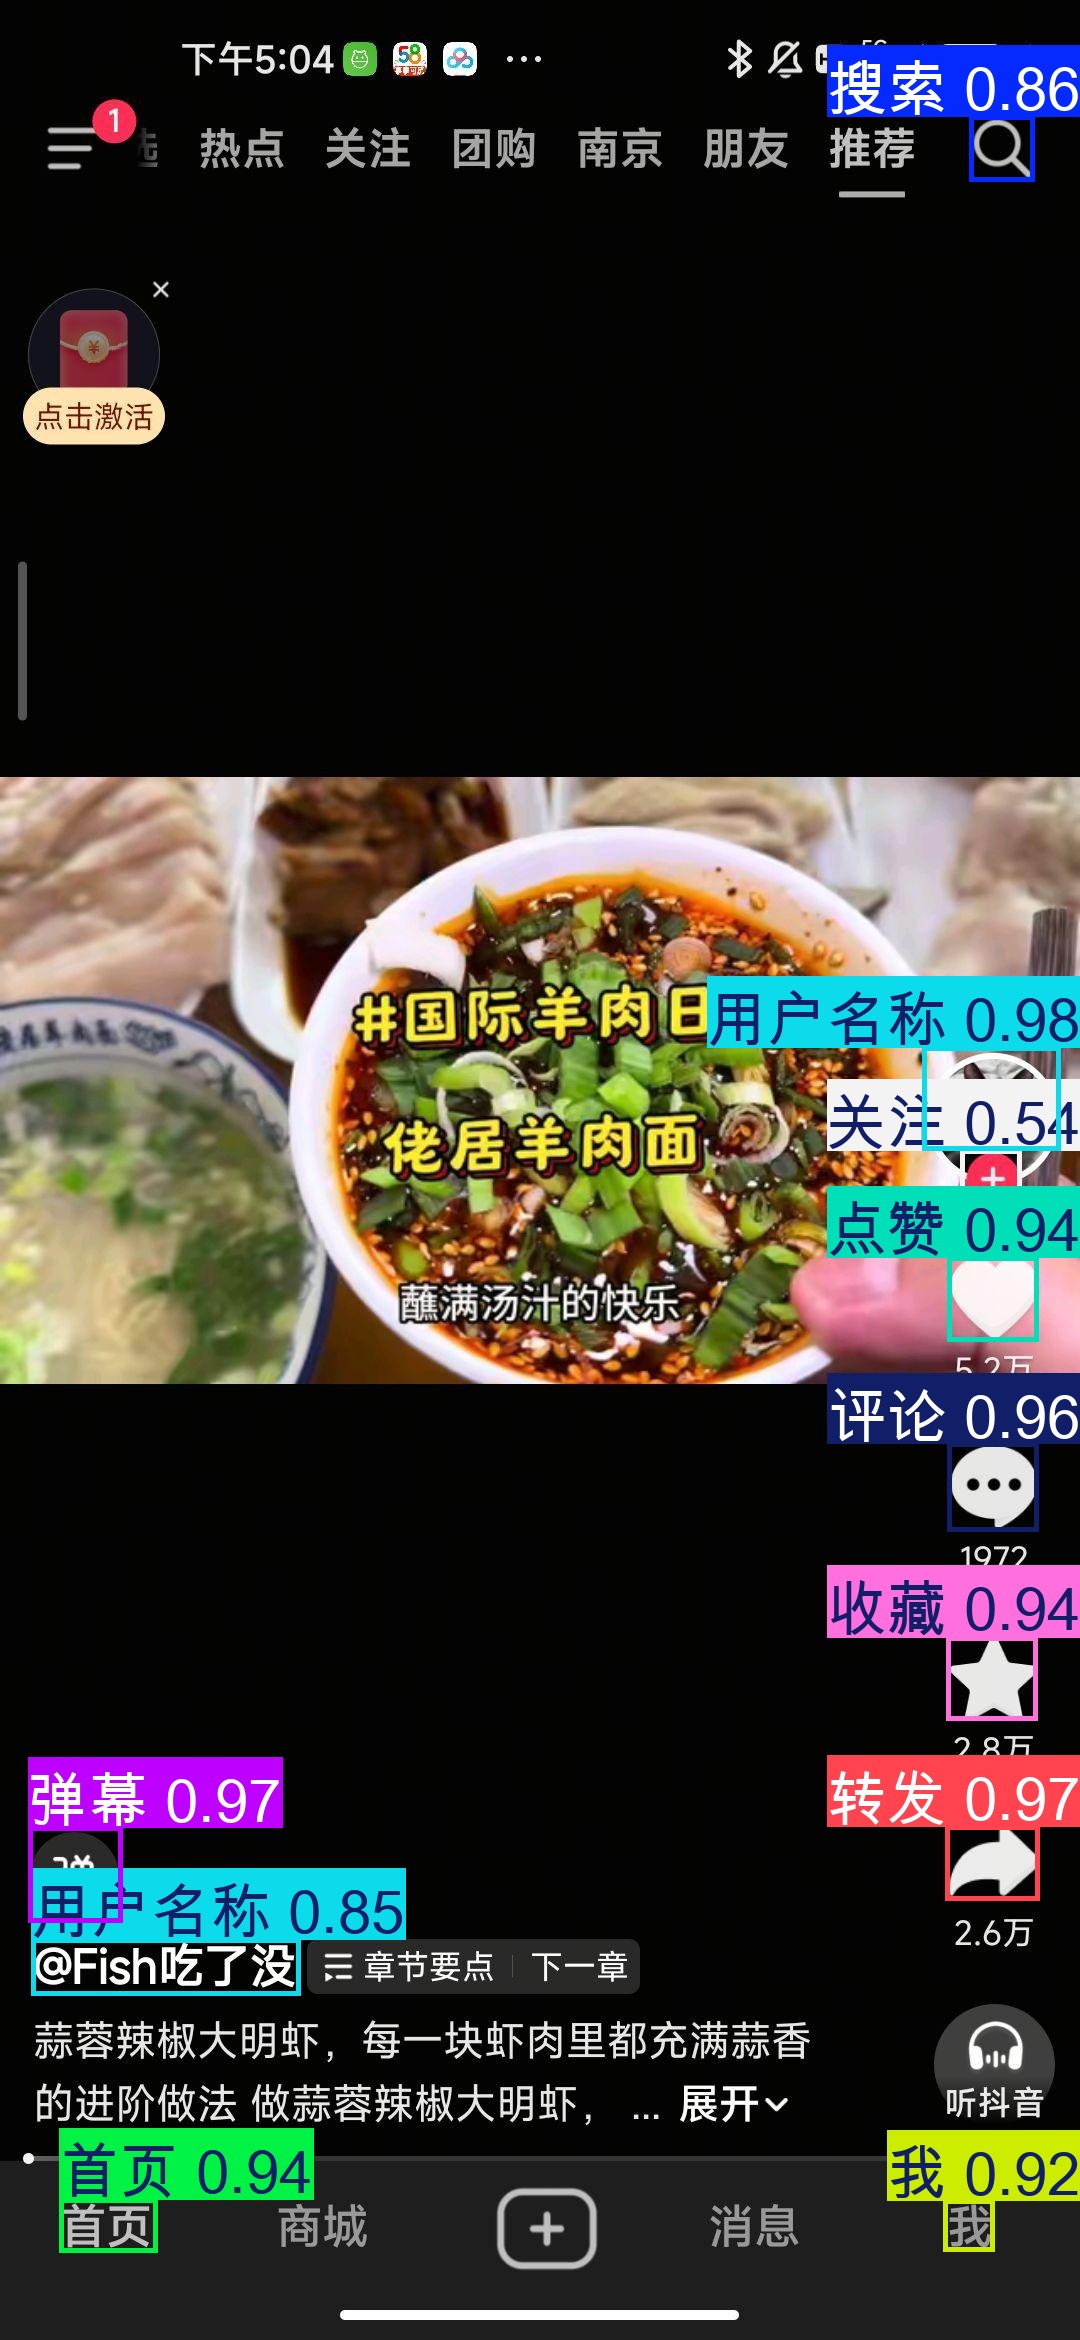 下午5:04
58
搜索 0.86
1
热点 关注 团购 南京 朋友 推荐
点击激活
#国际羊肉日
用户名称 0.98
关注 0.54
佬居羊肉面
点赞 0.94
蘸满汤汁的快乐
5.2万
评论 0.96
1972
收藏 0.94
2.8万
弹幕 0.97
转发 0.97
用户名称 0.85
2.6万
@Fish吃了没 章节要点 下一章
蒜蓉辣椒大明虾，每一块虾肉里都充满蒜香
的进阶做法 做蒜蓉辣椒大明虾， ... 展开
听抖音
首页 0.94
我 0.92
首页 商城 消息 我